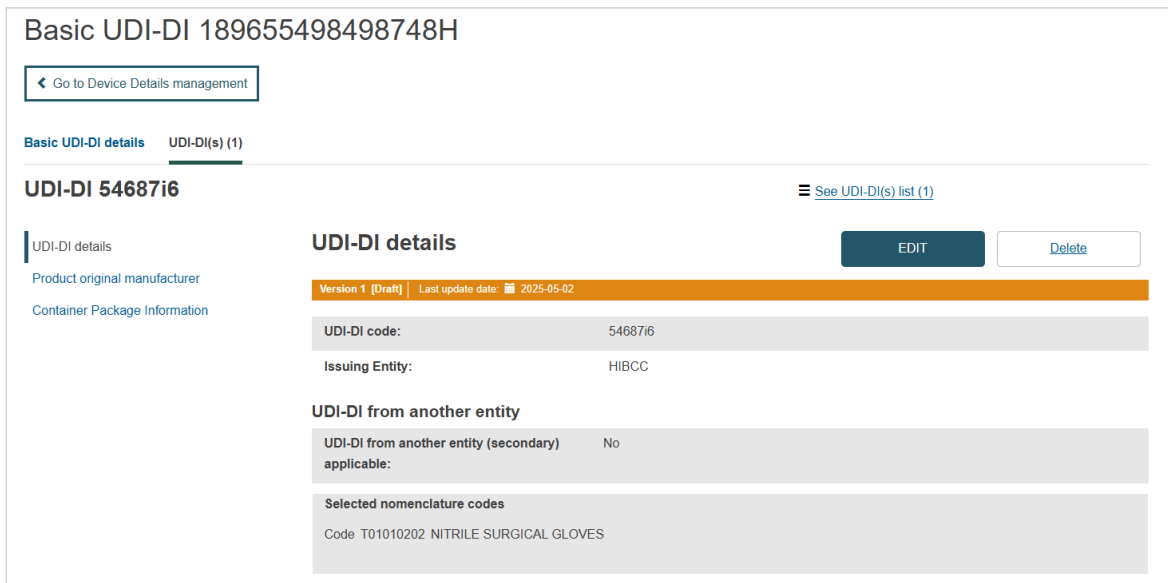 Basic UDI-DI 189655498498748H
Go to Device Details management
Basic UDI-DI details UDI-DI(s) (1)
UDI-DI 54687i6
See UDI-DI(s) list (1)
UDI-DI details
Product original manufacturer
Container Package Information
UDI-DI details
EDIT
Delete
Version 1 [Draft] Last update date: 2025-05-02
UDI-DI code: 54687i6
Issuing Entity: HIBCC
UDI-DI from another entity
UDI-DI from another entity (secondary) No
applicable:
Selected nomenclature codes
Code T01010202 NITRILE SURGICAL GLOVES